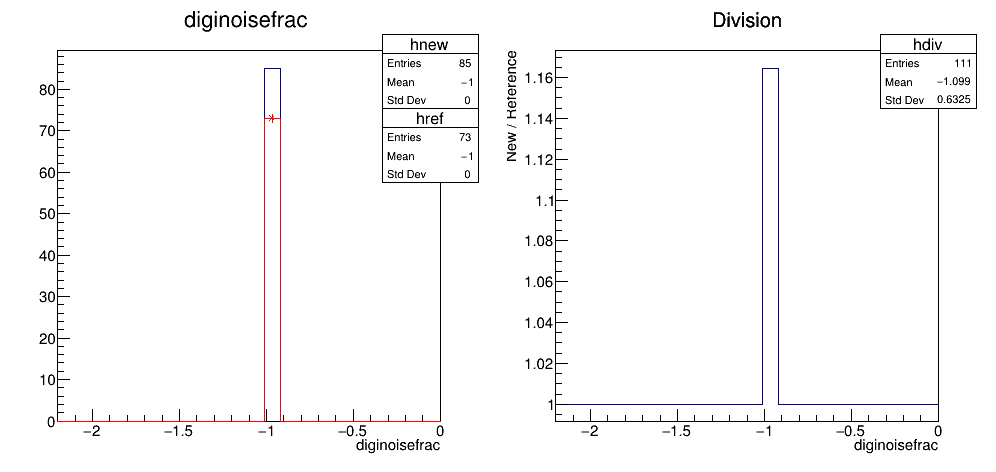 diginoisefrac
hnew
Entries 85
Mean −1
Std Dev 0
href
Entries 73
Mean −1
Std Dev 0
80
70
60
50
40
30
20
10
0
−2 −1.5 −1 −0.5 0
diginoisefrac
Division
hdiv
Entries 111
Mean −1.099
Std Dev 0.6325
New / Reference
1.16
1.14
1.12
1.1
1.08
1.06
1.04
1.02
1
−2 −1.5 −1 −0.5 0
diginoisefrac